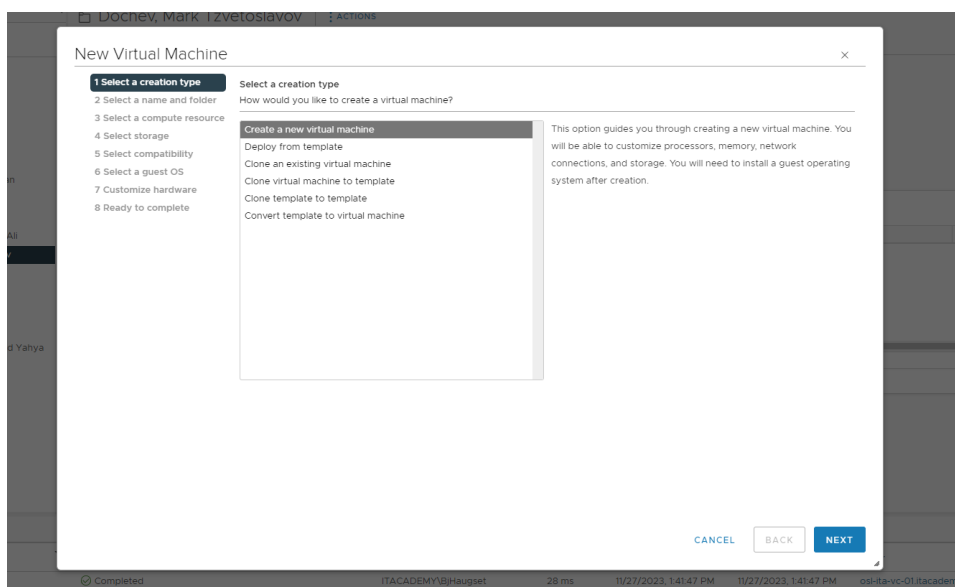 Dochev, Mark Tzvetoslavov
ACTIONS
New Virtual Machine
1 Select a creation type
2 Select a name and folder
3 Select a compute resource
4 Select storage
5 Select compatibility
6 Select a guest OS
7 Customize hardware
8 Ready to complete
Select a creation type
How would you like to create a virtual machine?
Create a new virtual machine
Deploy from template
Clone an existing virtual machine
Clone virtual machine to template
Clone template to template
Convert template to virtual machine
This option guides you through creating a new virtual machine. You
will be able to customize processors, memory, network
connections, and storage. You will need to install a guest operating
system after creation.
an
Ali
v
d Yahya
CANCEL
BACK
NEXT
Completed
ITACADEMY\BjHaugset
28 ms
11/27/2023, 1:41:47 PM
11/27/2023, 1:41:47 PM
osl-ita-vc-01.itacadem